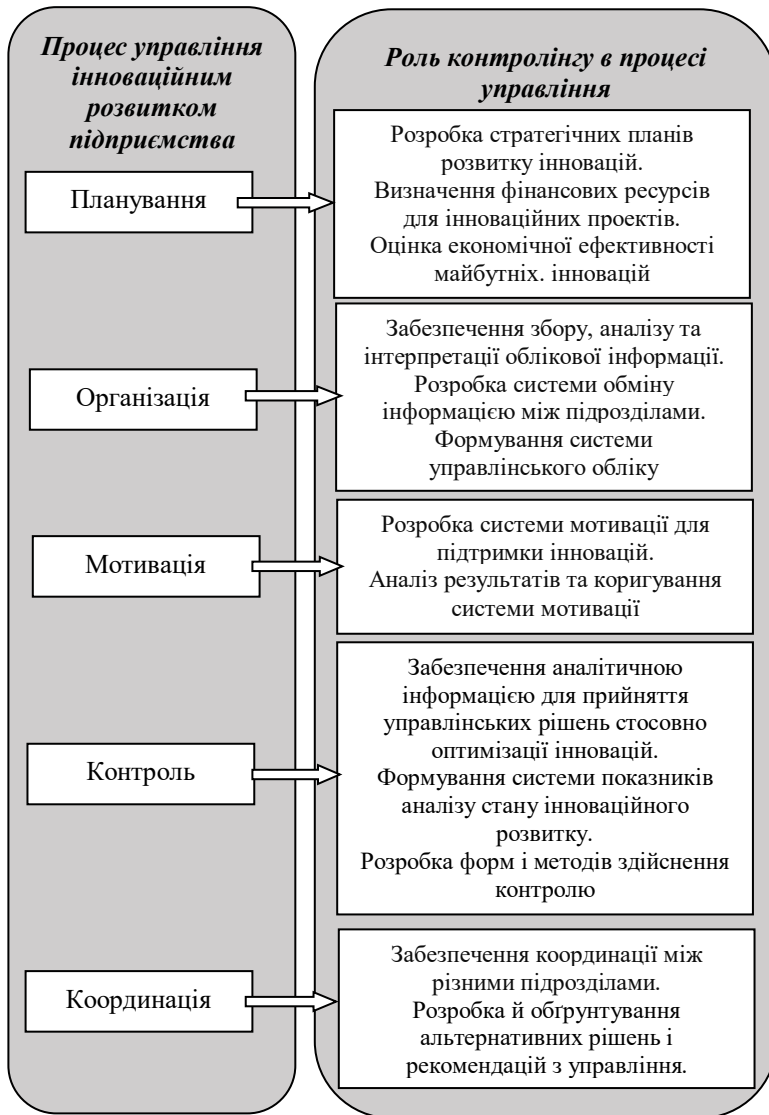 Процес управління
інноваційним
розвитком
підприємства
Роль контролінгу в процесі
управління
Планування
Розробка стратегічних планів
розвитку інновацій.
Визначення фінансових ресурсів
для інноваційних проектів.
Оцінка економічної ефективності
майбутніх. інновацій
Організація
Забезпечення збору, аналізу та
інтерпретації облікової інформації.
Розробка системи обміну
інформацією між підрозділами.
Формування системи
управлінського обліку
Мотивація
Розробка системи мотивації для
підтримки інновацій.
Аналіз результатів та коригування
системи мотивації
Контроль
Забезпечення аналітичною
інформацією для прийняття
управлінських рішень стосовно
оптимізації інновацій.
Формування системи показників
аналізу стану інноваційного
розвитку.
Розробка форм і методів здійснення
контролю
Координація
Забезпечення координації між
різними підрозділами.
Розробка й обґрунтування
альтернативних рішень і
рекомендацій з управління.